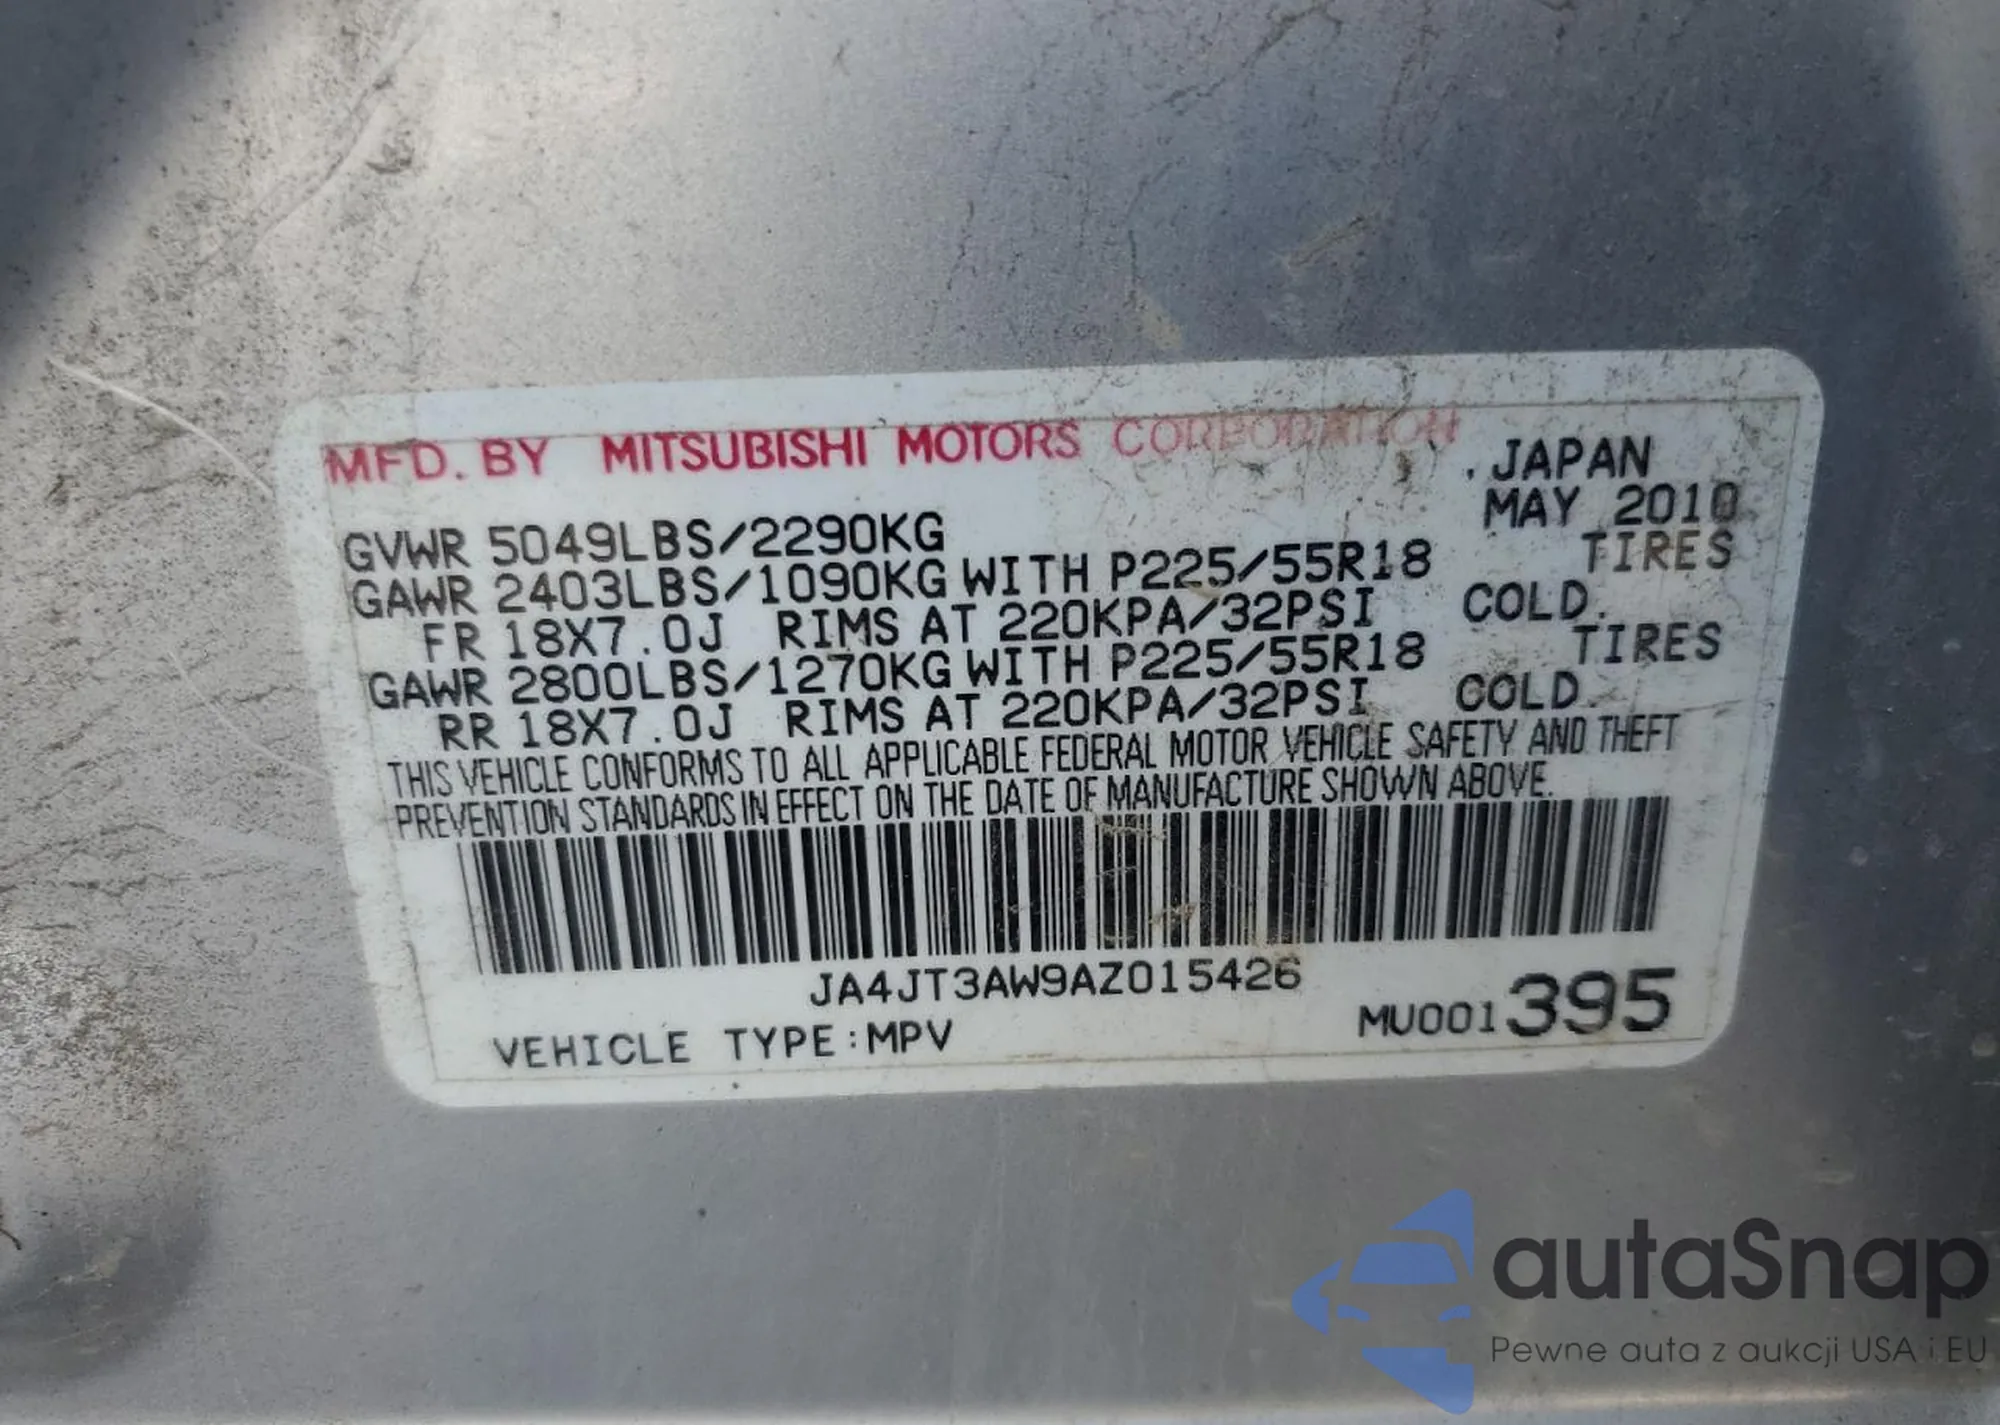 MFD. BY MITSUBISHI MOTORS CORPORATION
. JAPAN
MAY 2010
GVWR 5049LBS/2290KG
GAWR 2403LBS/1090KG WITH P225/55R18 TIRES
FR 18X7.0J RIMS AT 220KPA/32PSI COLD.
GAWR 2800LBS/1270KG WITH P225/55R18 TIRES
RR 18X7.0J RIMS AT 220KPA/32PSI COLD.
THIS VEHICLE CONFORMS TO ALL APPLICABLE FEDERAL MOTOR VEHICLE SAFETY AND THEFT
PREVENTION STANDARDS IN EFFECT ON THE DATE OF MANUFACTURE SHOWN ABOVE.
JA4JT3AW9AZ015426
VEHICLE TYPE:MPV
MU001395
autaSnap
Pewne auta z aukcji USA i EU